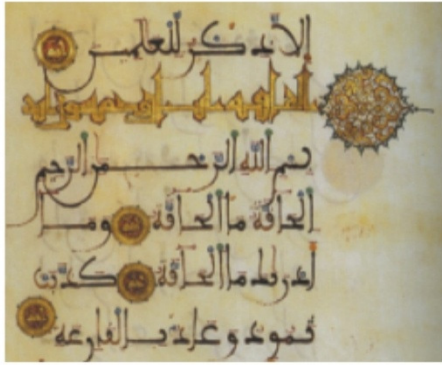 إلا ذكر للعلمين
بسم الله الرحمن الرحيم
الحاقة ما الحاقة وما
أدريك ما الحاقة كذبت
ثمود وعاد بالقارعة